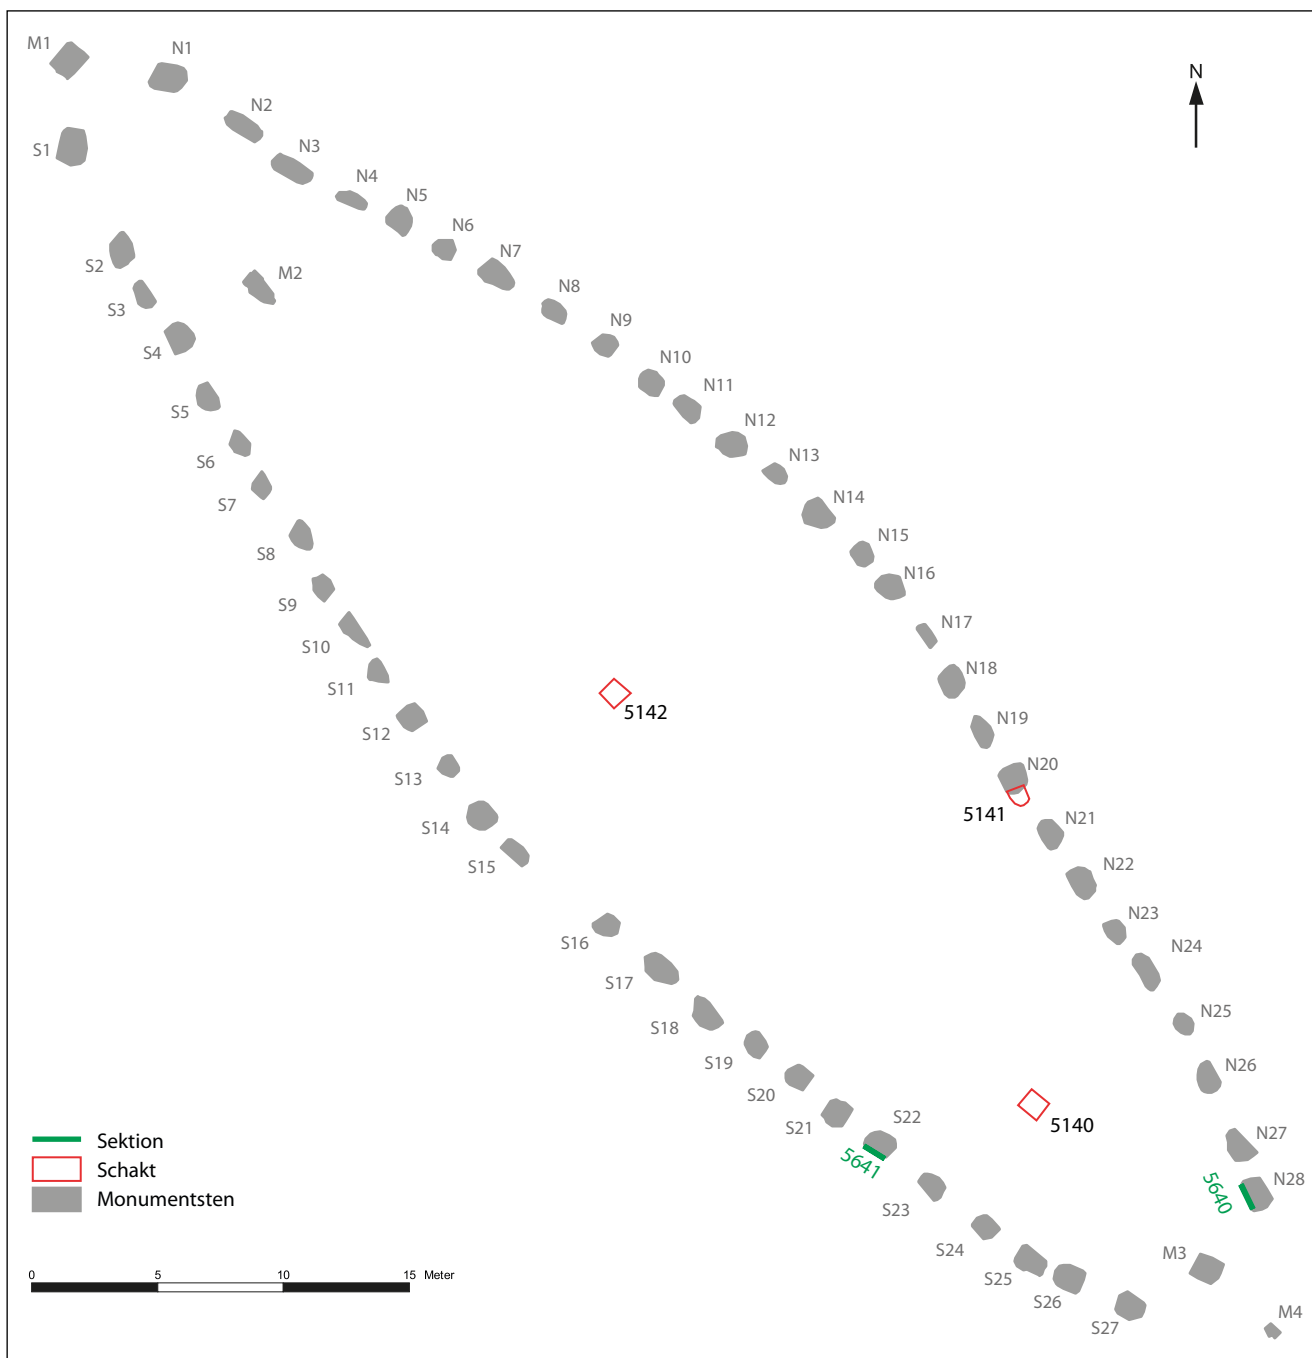 M1
N1
N
N2
S1
N3
N4
N5
N6
S2
N7
M2
S3
N8
N9
S4
N10
S5
N11
N12
S6
N13
S7
N14
S8
N15
N16
S9
N17
S10
N18
S11
5142
N19
S12
N20
S13
5141
N21
S14
S15
N22
N23
S16
N24
S17
N25
S18
S19
N26
S20
S22
S21
5140
Sektion
N27
5641
Schakt
N28
5640
Monumentsten
S23
S24
M3
S25
0 5 10 15 Meter
S26
M4
S27